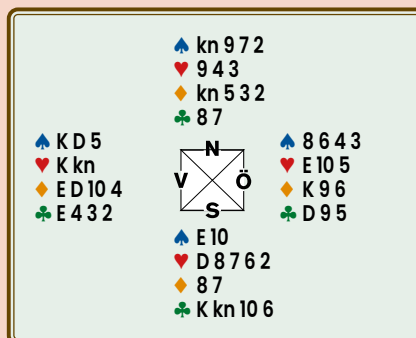 ♠ kn 9 7 2
♥ 9 4 3
♦ kn 5 3 2
♣ 8 7
♠ K D 5
♥ K kn
♦ E D 10 4
♣ E 4 3 2
N
V Ö
S
♠ 8 6 4 3
♥ E 10 5
♦ K 9 6
♣ D 9 5
♠ E 10
♥ D 8 7 6 2
♦ 8 7
♣ K kn 10 6